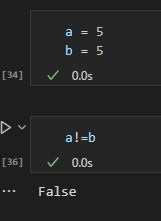 a = 5
b = 5
[34]
0.0s
a!=b
[36]
0.0s
False